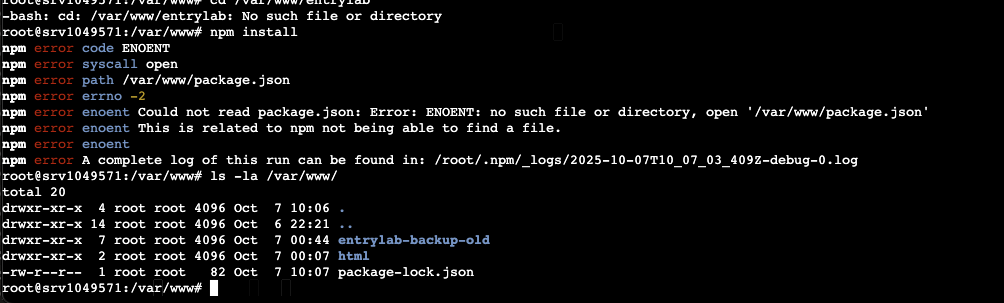 root@srv1049571:/var/www# cd /var/www/entrylab
-bash: cd: /var/www/entrylab: No such file or directory
root@srv1049571:/var/www# npm install
npm error code ENOENT
npm error syscall open
npm error path /var/www/package.json
npm error errno -2
npm error enoent Could not read package.json: Error: ENOENT: no such file or directory, open '/var/www/package.json'
npm error enoent This is related to npm not being able to find a file.
npm error enoent
npm error A complete log of this run can be found in: /root/.npm/_logs/2025-10-07T10_07_03_409Z-debug-0.log
root@srv1049571:/var/www# ls -la /var/www/
total 20
drwxr-xr-x  4 root root 4096 Oct  7 10:06 .
drwxr-xr-x 14 root root 4096 Oct  6 22:21 ..
drwxr-xr-x  7 root root 4096 Oct  7 00:44 entrylab-backup-old
drwxr-xr-x  2 root root 4096 Oct  7 00:07 html
-rw-r--r--  1 root root   82 Oct  7 10:07 package-lock.json
root@srv1049571:/var/www#